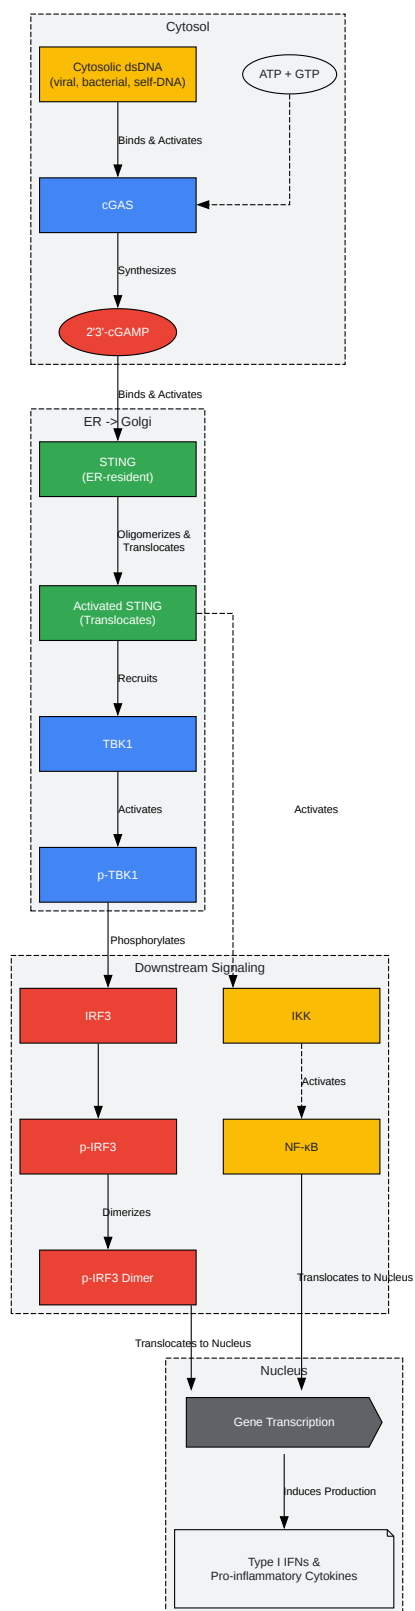 Cytosol
Cytosolic dsDNA
(viral, bacterial, self-DNA)
ATP + GTP
Binds & Activates
cGAS
Synthesizes
2'3'-cGAMP
Binds & Activates
ER -> Golgi
STING
(ER-resident)
Oligomerizes &
Translocates
Activated STING
(Translocates)
Recruits
TBK1
Activates
Activates
p-TBK1
Phosphorylates
Downstream Signaling
IRF3
IKK
Activates
p-IRF3
NF-κB
Dimerizes
p-IRF3 Dimer
Translocates to Nucleus
Translocates to Nucleus
Nucleus
Gene Transcription
Induces Production
Type I IFNs &
Pro-inflammatory Cytokines